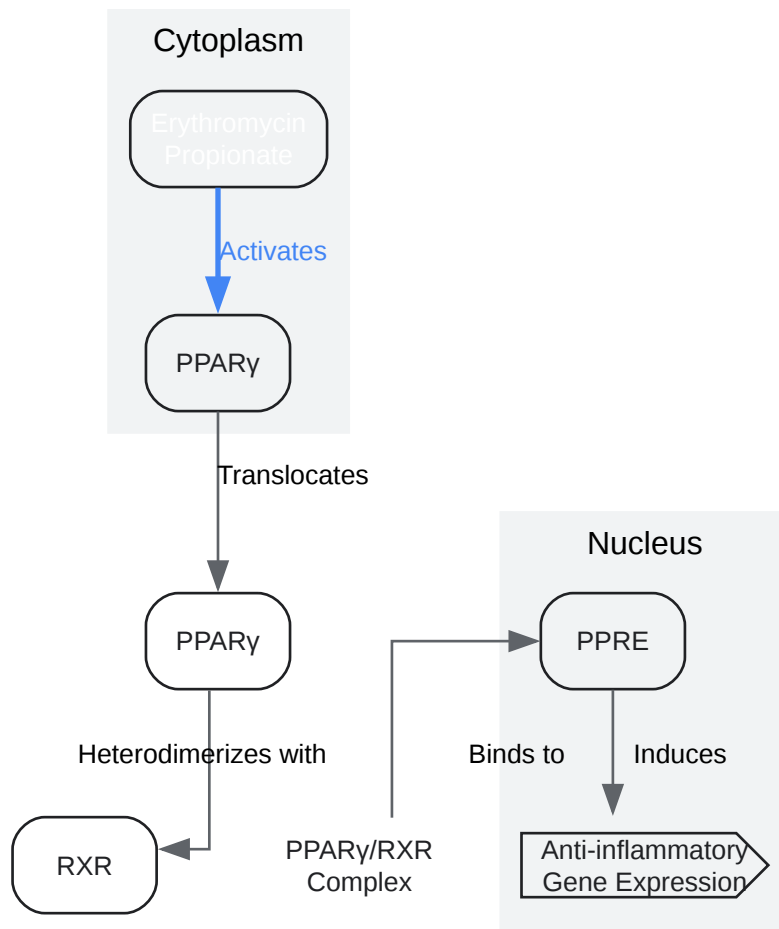 Cytoplasm
Erythromycin
Propionate
Activates
PPARγ
Translocates
Nucleus
PPARγ
PPRE
Heterodimerizes with
Binds to
Induces
RXR
PPARγ/RXR
Complex
Anti-inflammatory
Gene Expression